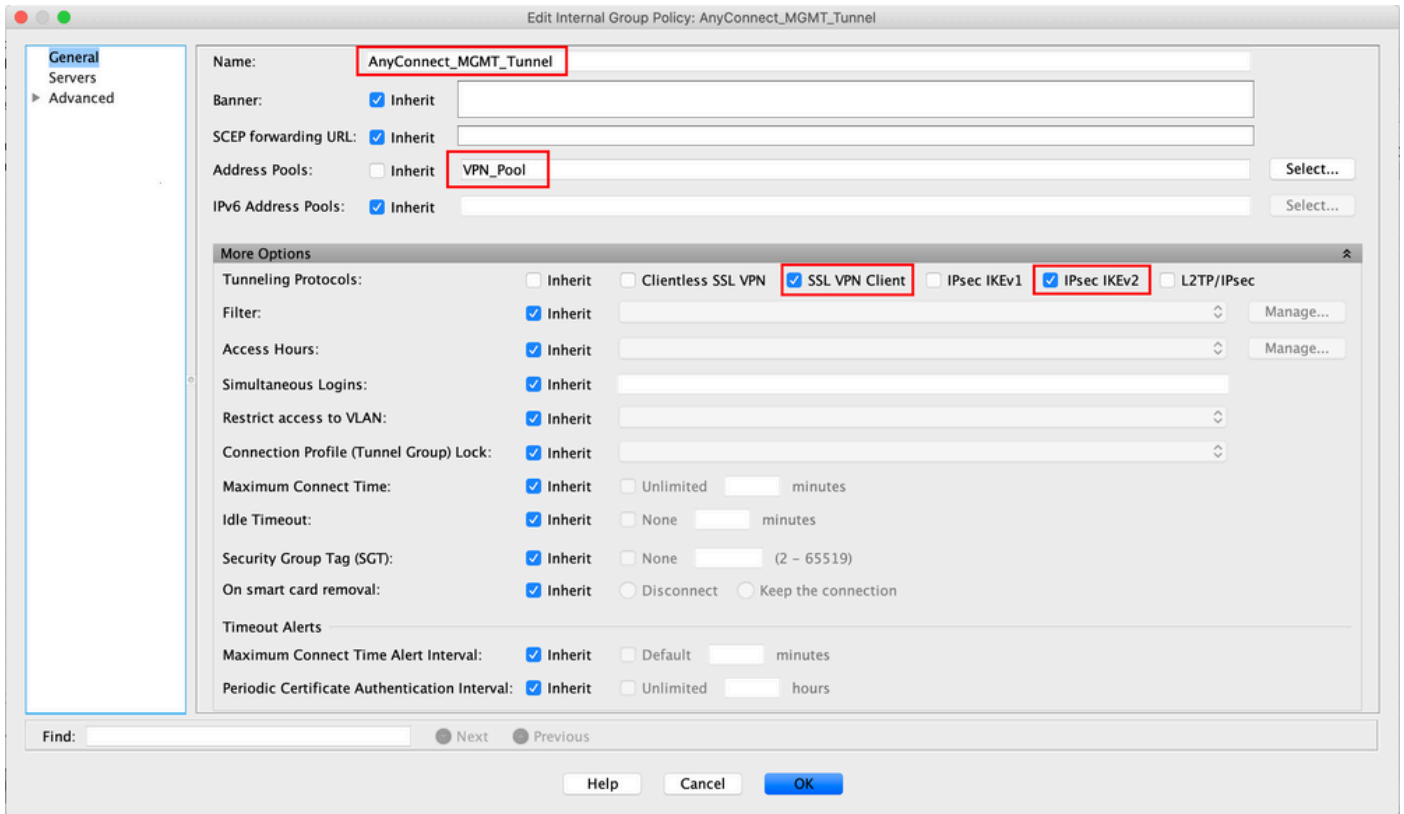 Edit Internal Group Policy: AnyConnect_MGMT_Tunnel
General
Servers
Advanced
Name: AnyConnect_MGMT_Tunnel
Banner: Inherit
SCEP forwarding URL: Inherit
Address Pools: Inherit VPN_Pool Select...
IPv6 Address Pools: Inherit Select...
More Options
Tunneling Protocols: Inherit Clientless SSL VPN SSL VPN Client IPsec IKEv1 IPsec IKEv2 L2TP/IPsec
Filter: Inherit Manage...
Access Hours: Inherit Manage...
Simultaneous Logins: Inherit
Restrict access to VLAN: Inherit
Connection Profile (Tunnel Group) Lock: Inherit
Maximum Connect Time: Inherit Unlimited minutes
Idle Timeout: Inherit None minutes
Security Group Tag (SGT): Inherit None (2 - 65519)
On smart card removal: Inherit Disconnect Keep the connection
Timeout Alerts
Maximum Connect Time Alert Interval: Inherit Default minutes
Periodic Certificate Authentication Interval: Inherit Unlimited hours
Find: Next Previous
Help Cancel OK